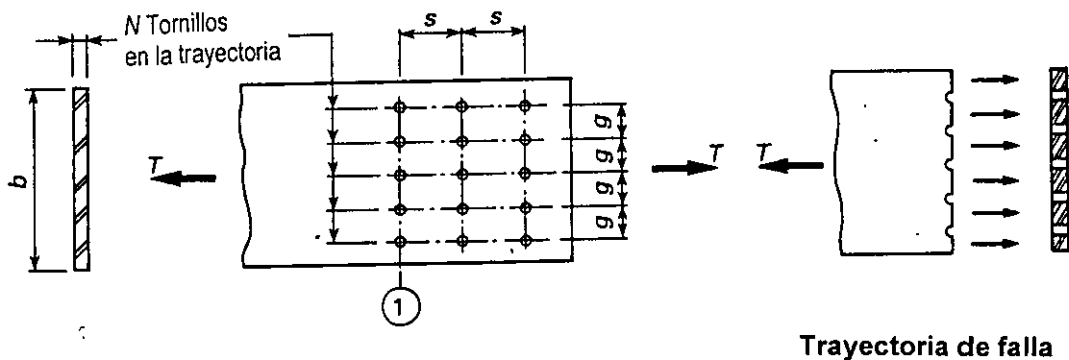 N Tornillos
en la trayectoria
s
s
b
T
g
g
g
g
T
T
1
Trayectoria de falla